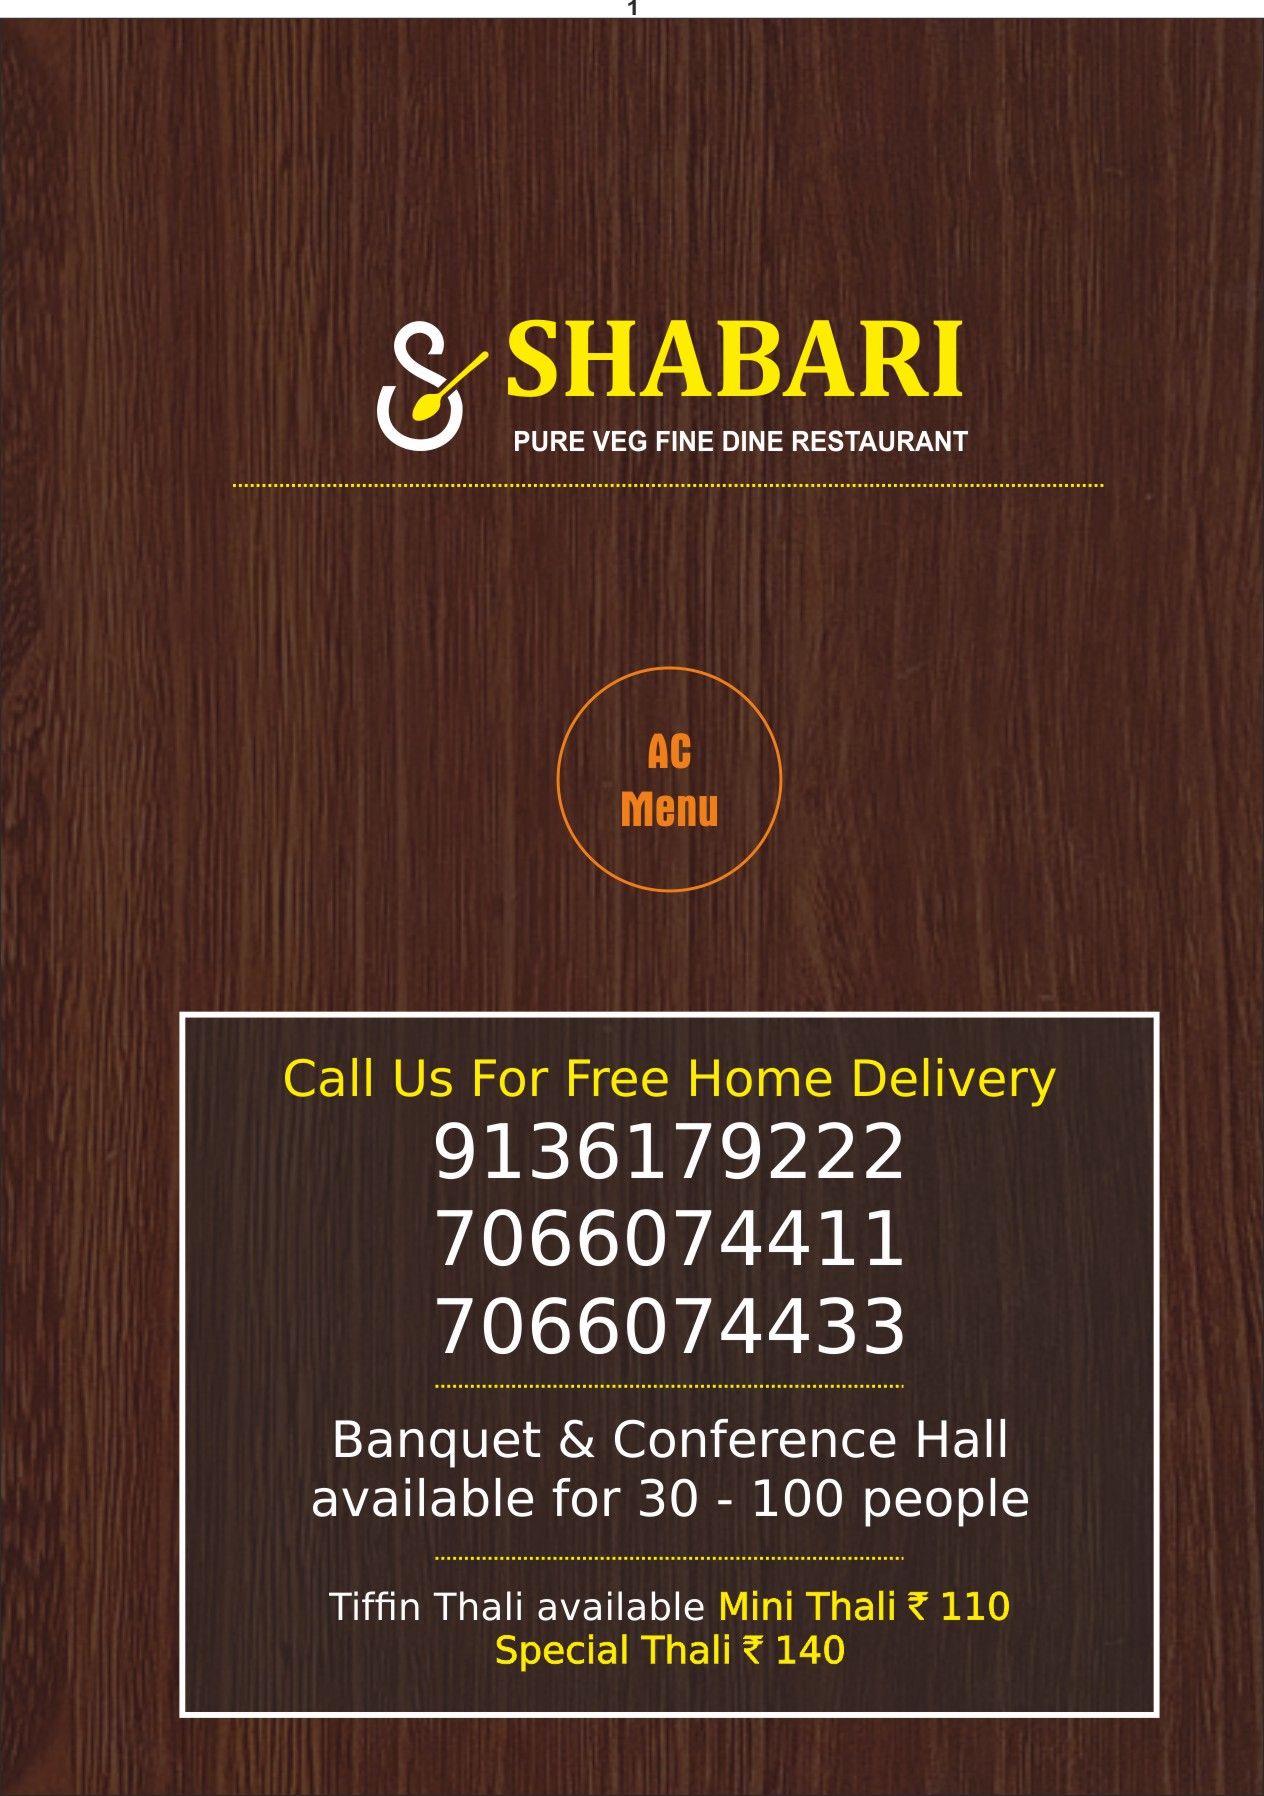 1
SHABARI
PURE VEG FINE DINE RESTAURANT
AC
Menu
Call Us For Free Home Delivery
9136179222
7066074411
7066074433
Banquet & Conference Hall
available for 30 - 100 people
Tiffin Thali available Mini Thali ₹ 110
Special Thali ₹ 140